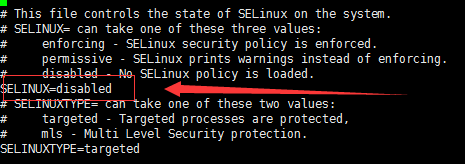 # This file controls the state of SELinux on the system.
# SELINUX= can take one of these three values:
#     enforcing - SELinux security policy is enforced.
#     permissive - SELinux prints warnings instead of enforcing.
#     disabled - No SELinux policy is loaded.
SELINUX=disabled
# SELINUXTYPE= can take one of these two values:
#     targeted - Targeted processes are protected,
#     mls - Multi Level Security protection.
SELINUXTYPE=targeted